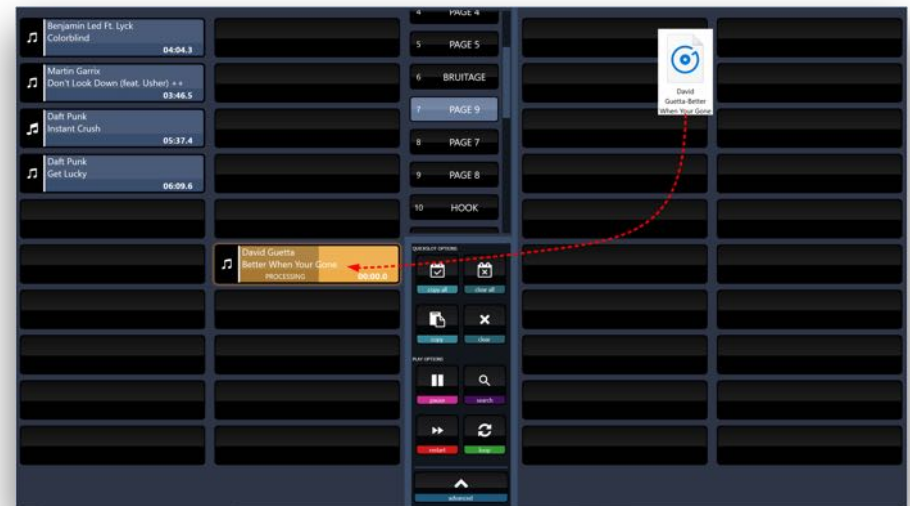 Benjamin Led Ft. Lyck
Colorblind
04:04.3
Martin Garrix
Don't Look Down (feat. Usher) ++
03:46.5
Daft Punk
Instant Crush
05:37.4
Daft Punk
Get Lucky
06:09.6
David Guetta
Better When Your Gone
PROCESSING 00:00.0
4 PAGE 4
5 PAGE 5
6 BRUITAGE
7 PAGE 9
8 PAGE 7
9 PAGE 8
10 HOOK
QUICKSLOT OPTIONS
copy all clear all
copy clear
PLAY OPTIONS
pause search
restart loop
advanced
David
Guetta-Better
When Your Gone